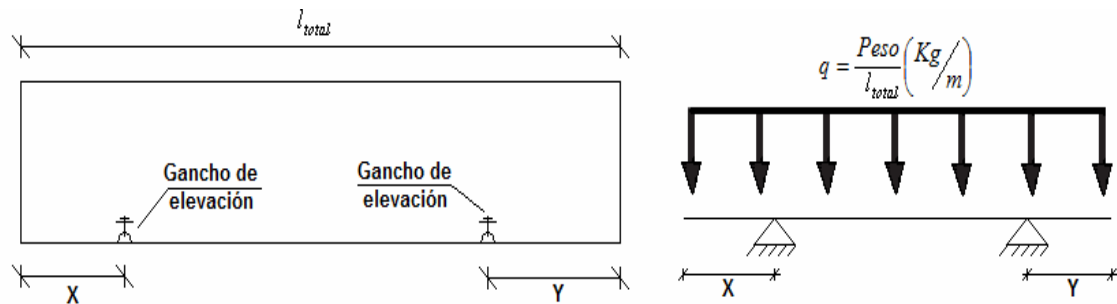 l_total
Gancho de
elevación
Gancho de
elevación
X
Y
q = Peso/l_total (Kg/m)
X
Y